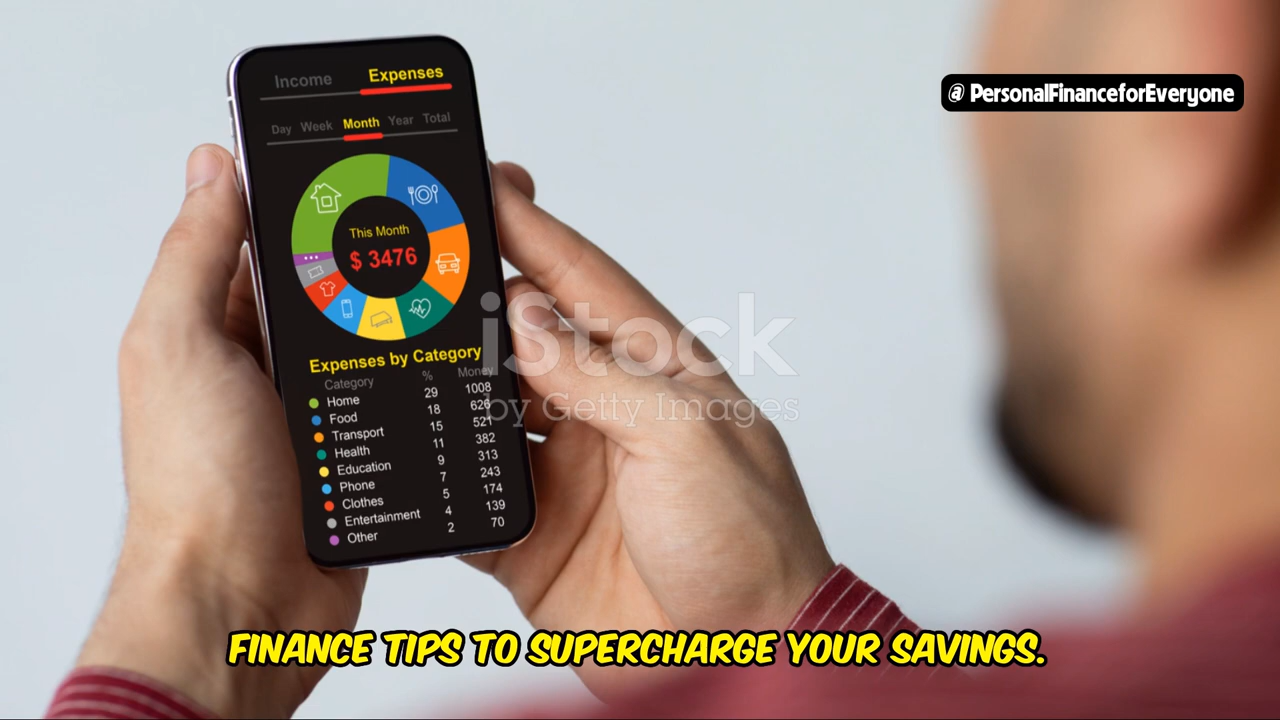 Income Expenses
@ PersonalFinanceforEveryone
Day Week Month Year Total
This Month
$ 3476
iStock
by Getty Images
Expenses by Category
Category % Money
Home 29 1008
Food 18 626
Transport 15 521
Health 11 382
Education 9 313
Phone 7 243
Clothes 5 174
Entertainment 4 139
Other 2 70
FINANCE TIPS TO SUPERCHARGE YOUR SAVINGS.